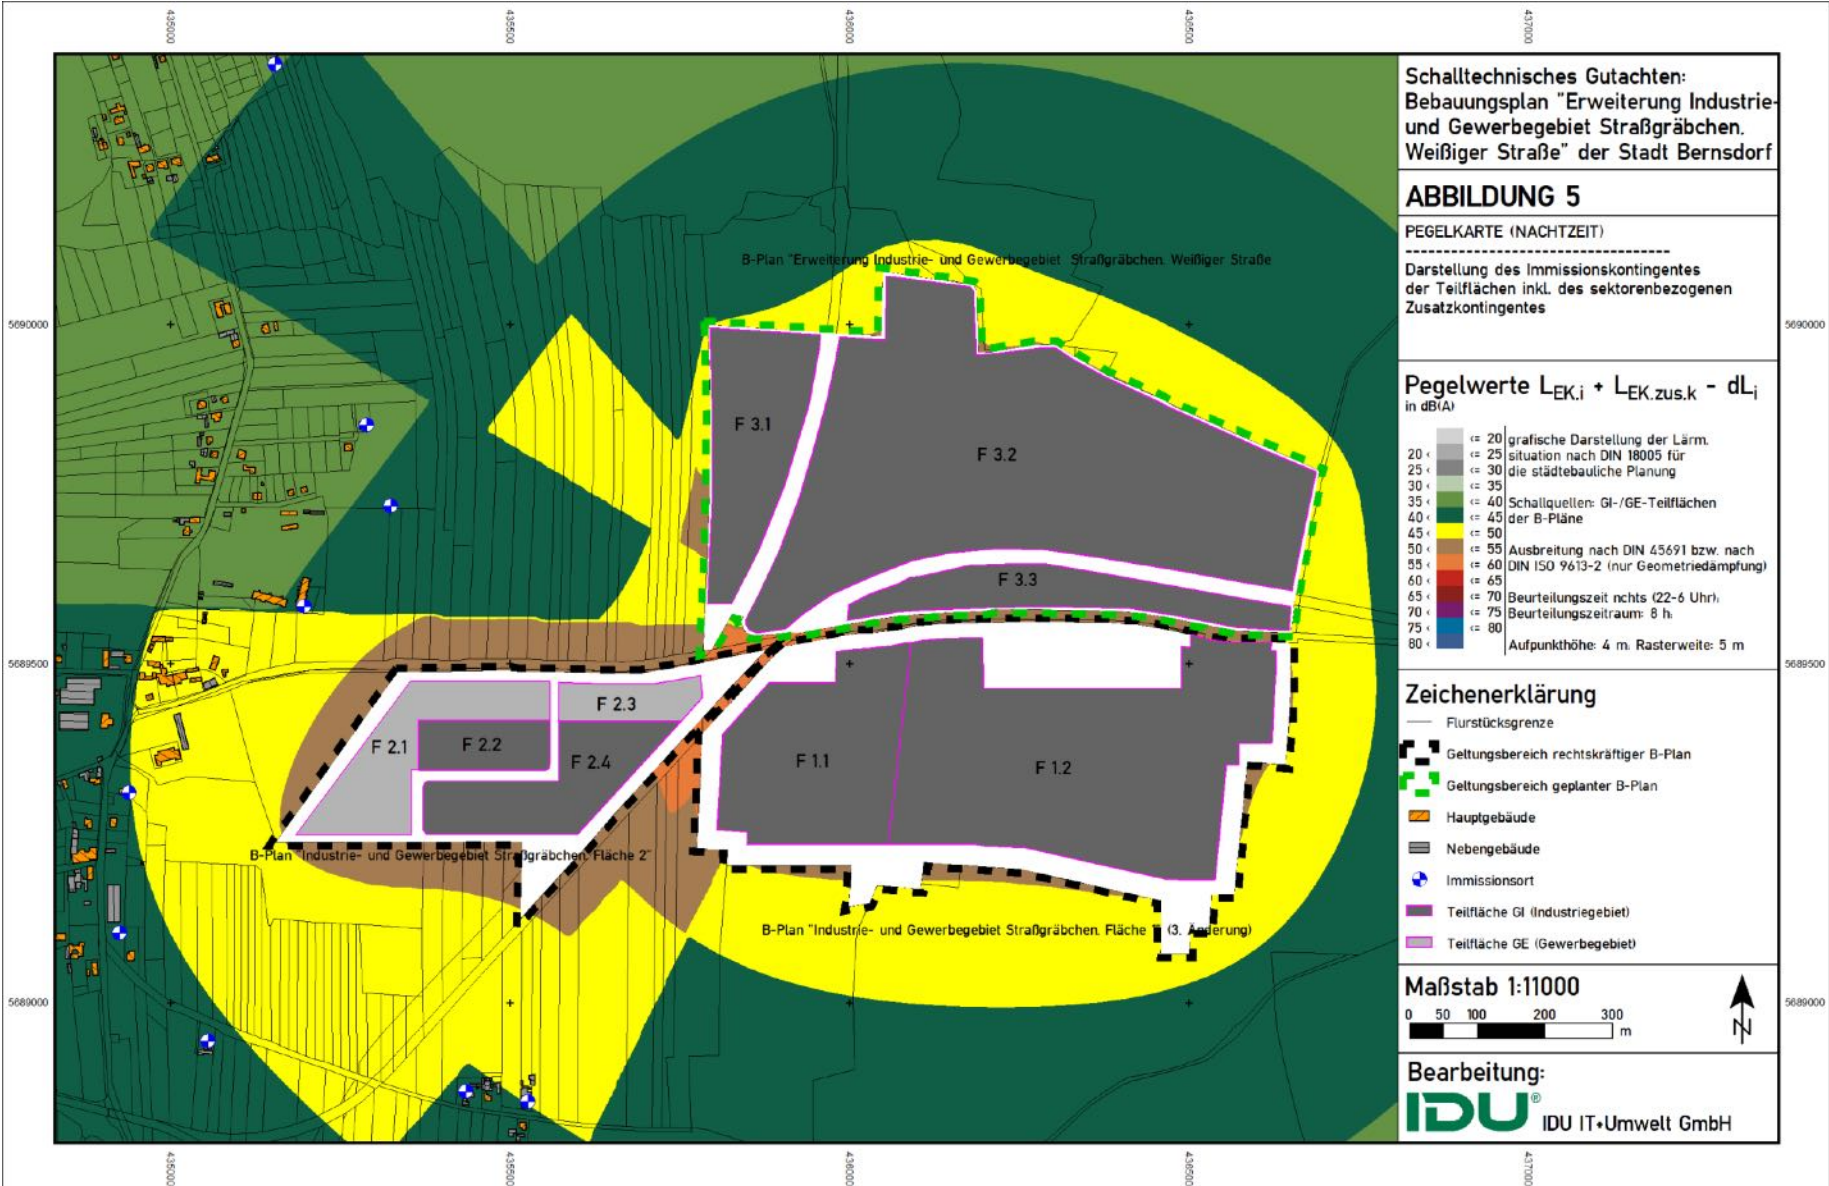 435000 435500 436000 436500 437000
Schalltechnisches Gutachten:
Bebauungsplan "Erweiterung Industrie-
und Gewerbegebiet Straßgräbchen,
Weißiger Straße" der Stadt Bernsdorf
ABBILDUNG 5
PEGELKARTE (NACHTZEIT)
-----------------------------------
Darstellung des Immissionskontingentes
der Teilflächen inkl. des sektorenbezogenen
Zusatzkontingentes
Pegelwerte LEK,i + LEK,zus,k - dLi
in dB(A)
<= 20 grafische Darstellung der Lärm.
20 < <= 25 situation nach DIN 18005 für
25 < <= 30 die städtebauliche Planung
30 < <= 35
35 < <= 40 Schallquellen: GI-/GE-Teilflächen
40 < <= 45 der B-Pläne
45 < <= 50
50 < <= 55 Ausbreitung nach DIN 45691 bzw. nach
55 < <= 60 DIN ISO 9613-2 (nur Geometriedämpfung)
60 < <= 65
65 < <= 70 Beurteilungszeit nchts (22-6 Uhr),
70 < <= 75 Beurteilungszeitraum: 8 h;
75 < <= 80
80 < Aufpunkthöhe: 4 m; Rasterweite: 5 m
Zeichenerklärung
Flurstücksgrenze
Geltungsbereich rechtskräftiger B-Plan
Geltungsbereich geplanter B-Plan
Hauptgebäude
Nebengebäude
Immissionsort
Teilfläche GI (Industriegebiet)
Teilfläche GE (Gewerbegebiet)
Maßstab 1:11000
0 50 100 200 300
m
N
Bearbeitung:
IDU® IDU IT+Umwelt GmbH
B-Plan "Erweiterung Industrie- und Gewerbegebiet Straßgräbchen, Weißiger Straße
5690000 5690000
F 3.1
F 3.2
F 3.3
5689500
F 2.3
F 2.1
F 2.2
F 2.4
F 1.1
F 1.2
B-Plan "Industrie- und Gewerbegebiet Straßgräbchen, Fläche 2"
B-Plan "Industrie- und Gewerbegebiet Straßgräbchen, Fläche (3. Änderung)
5689500
5689000 5689000
435000 435500 436000 436500 437000